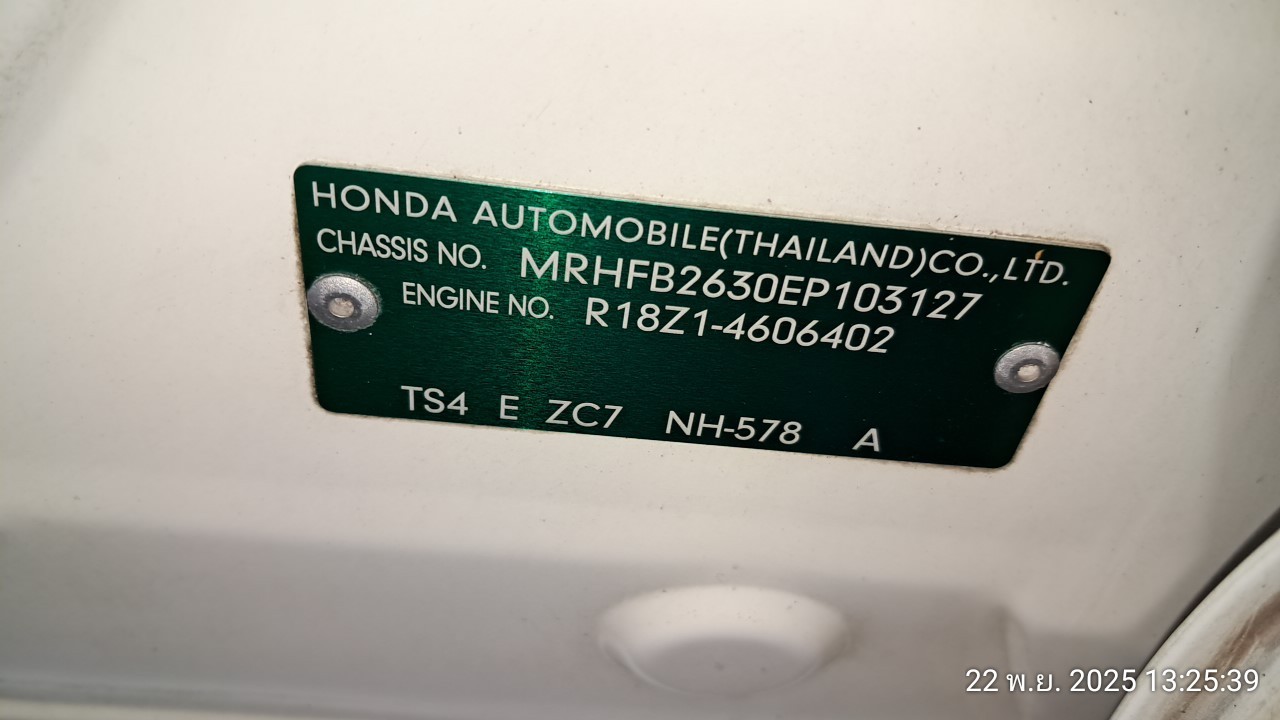 HONDA AUTOMOBILE(THAILAND)CO.,LTD.
CHASSIS NO. MRHFB2630EP103127
ENGINE NO. R18Z1-4606402
TS4 E ZC7 NH-578 A
22 พ.ย. 2025 13:25:39